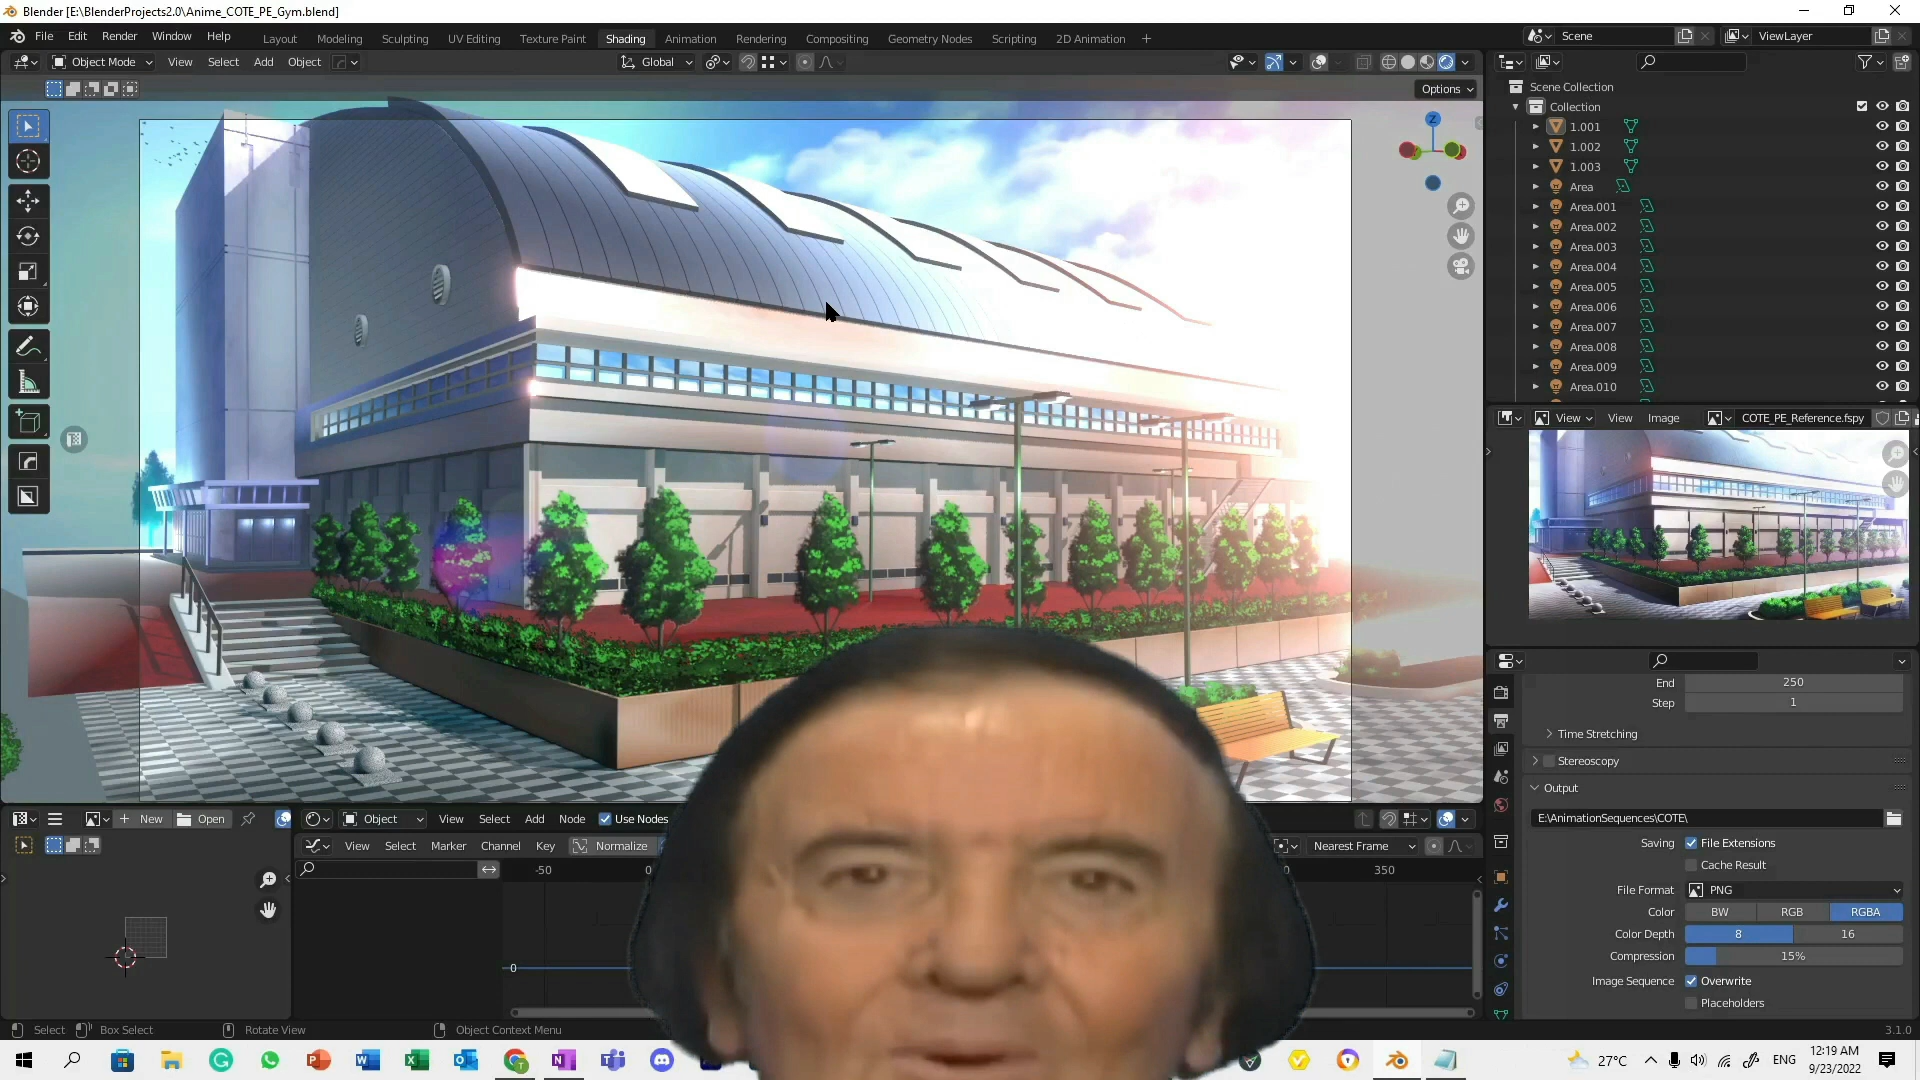 Blender [E:\BlenderProjects2.0\Anime_COTE_PE_Gym.blend]
File Edit Render Window Help Layout Modeling Sculpting UV Editing Texture Paint Shading Animation Rendering Compositing Geometry Nodes Scripting 2D Animation + Scene ViewLayer
Object Mode View Select Add Object Global
Options
Z
Scene Collection
Collection
1.001
1.002
1.003
Area
Area.001
Area.002
Area.003
Area.004
Area.005
Area.006
Area.007
Area.008
Area.009
Area.010
View View Image COTE_PE_Reference.fspy
End 250
Step 1
Time Stretching
Stereoscopy
Output
E:\AnimationSequences\COTE\
Saving File Extensions
Cache Result
File Format PNG
Color BW RGB RGBA
Color Depth 8 16
Compression 15%
Image Sequence Overwrite
Placeholders
New Open Object View Select Add Node Use Nodes
View Select Marker Channel Key Normalize Nearest Frame
-50 0 350
0
Select Box Select Rotate View Object Context Menu 3.1.0
27°C ENG 12:19 AM
9/23/2022